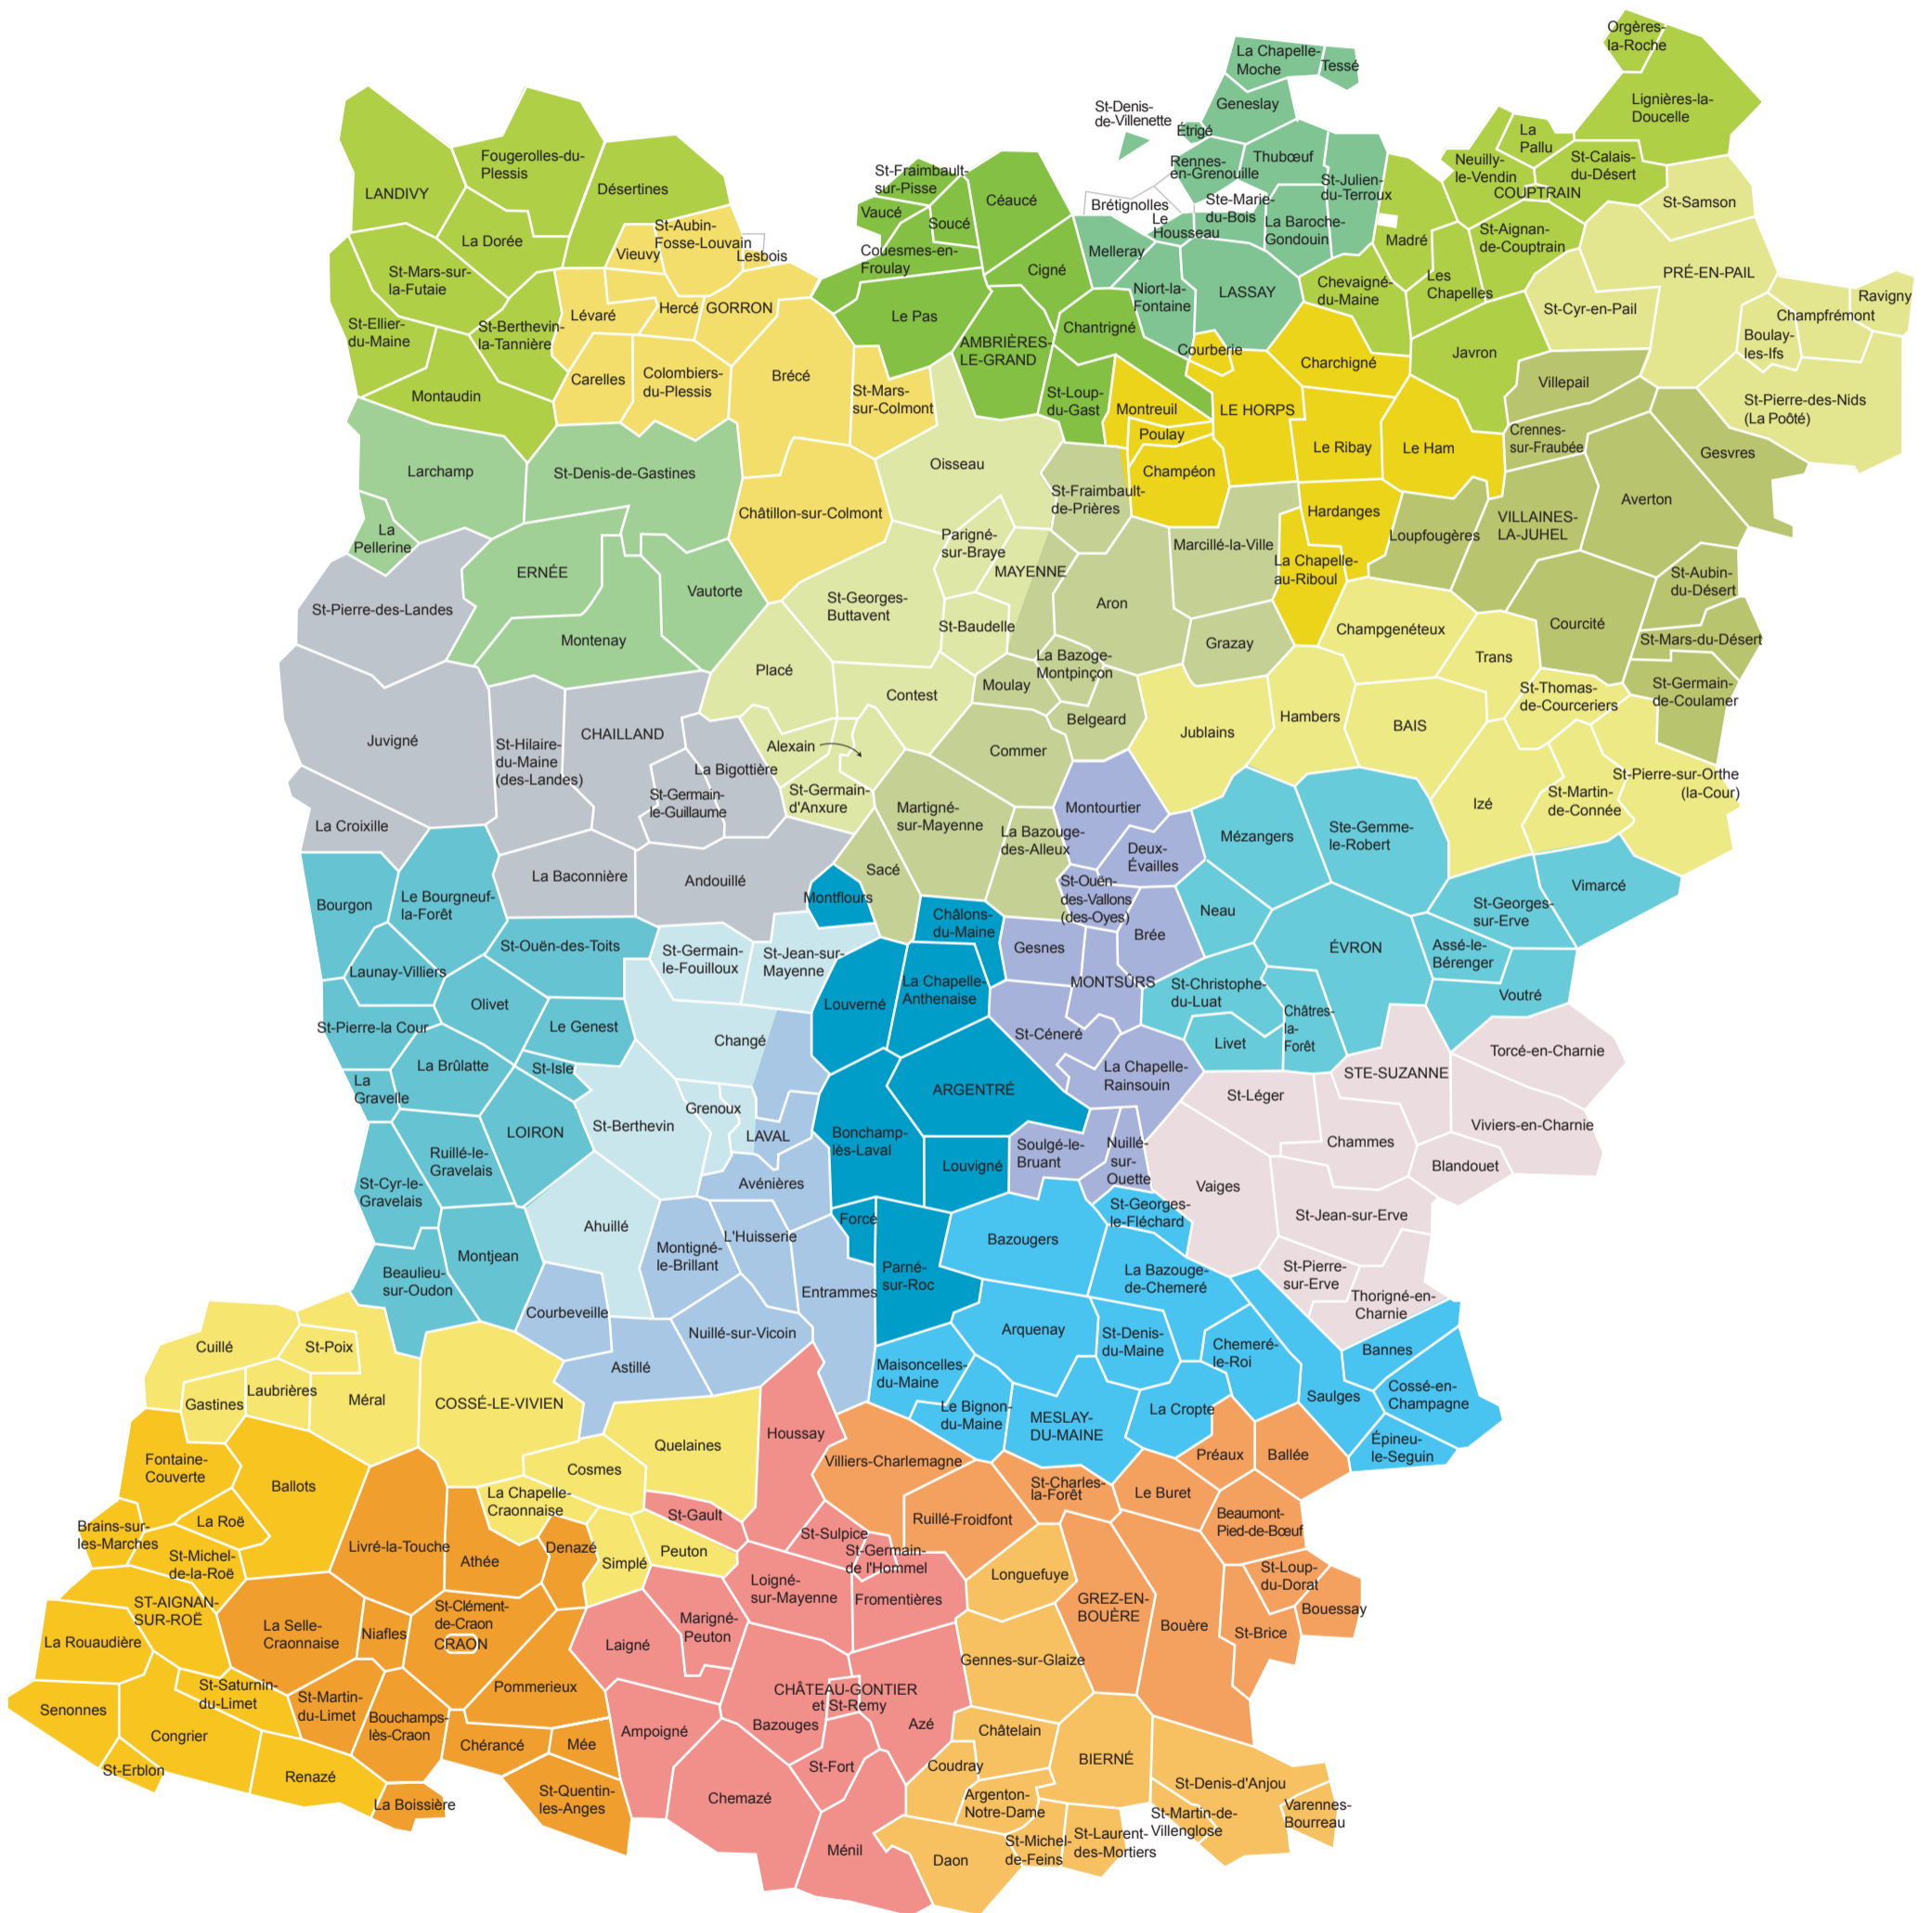 Orgères-
la-Roche
La Chapelle-
Moche
Tessé
Lignières-la-
Doucelle
St-Denis-
de-Villenette
Geneslay
Étrigé
La
Pallu
Fougerolles-du-
Plessis
Thubœuf
Neuilly-
le-Vendin
St-Calais-
du-Désert
LANDIVY
Désertines
St-Fraimbault-
sur-Pisse
Rennes-
en-Grenouille
St-Julien-
du-Terroux
COUPTRAIN
St-Samson
Vaucé
Soucé
Céaucé
Brétignolles
Le
Housseau
Ste-Marie-
du-Bois
La Baroche-
Gondouin
La Dorée
St-Aubin-
Fosse-Louvain
Vieuvy
Lesbois
Couesmes-en-
Froulay
Melleray
Madré
St-Aignan-
de-Couptrain
St-Mars-sur-
la-Futaie
Cigné
Niort-la-
Fontaine
LASSAY
Chevaigné-
du-Maine
Les
Chapelles
PRÉ-EN-PAIL
Ravigny
St-Ellier-
du-Maine
St-Berthevin-
la-Tannière
Lévaré
Hercé
GORRON
Le Pas
Chantrigné
St-Cyr-en-Pail
Champfrémont
Boulay-
les-Ifs
AMBRIÈRES-
LE-GRAND
Courberie
Charchigné
Javron
Montaudin
Carelles
Colombiers-
du-Plessis
Brécé
St-Mars-
sur-Colmont
St-Loup-
du-Gast
Montreuil
LE HORPS
Villepail
St-Pierre-des-Nids
(La Poôté)
Poulay
Le Ribay
Le Ham
Crennes-
sur-Fraubée
Gesvres
Larchamp
St-Denis-de-Gastines
Oisseau
Champéon
St-Fraimbault-
de-Prières
Averton
Châtillon-sur-Colmont
Hardanges
VILLAINES-
LA-JUHEL
La
Pellerine
Parigné-
sur-Braye
Marcillé-la-Ville
Loupfougères
ERNÉE
MAYENNE
La Chapelle-
au-Riboul
St-Aubin-
du-Désert
Vautorte
St-Pierre-des-Landes
St-Georges-
Buttavent
Aron
Courcité
St-Baudelle
Champgenéteux
Montenay
Grazay
St-Mars-du-Désert
Placé
La Bazoge-
Montpinçon
Trans
Moulay
Contest
St-Thomas-
de-Courceriers
St-Germain-
de-Coulamer
Belgeard
Hambers
BAIS
Juvigné
St-Hilaire-
du-Maine
(des-Landes)
CHAILLAND
Alexain
Commer
Jublains
La Bigottière
St-Germain-
le-Guillaume
St-Germain-
d'Anxure
Montourtier
Izé
St-Martin-
de-Connée
St-Pierre-sur-Orthe
(la-Cour)
La Croixille
Martigné-
sur-Mayenne
La Bazouge-
des-Alleux
Mézangers
Ste-Gemme-
le-Robert
Deux-
Évailles
La Baconnière
Andouillé
Sacé
Vimarcé
Bourgon
Le Bourgneuf-
la-Forêt
Montflours
St-Ouën-
des-Vallons
(des-Oyes)
Neau
St-Georges-
sur-Erve
Châlons-
du-Maine
St-Ouën-des-Toits
St-Germain-
le-Fouilloux
St-Jean-sur-
Mayenne
Gesnes
Brée
ÉVRON
Assé-le-
Bérenger
Launay-Villiers
Louverné
La Chapelle-
Anthenaise
MONTSÛRS
St-Christophe-
du-Luat
Voutré
Olivet
St-Pierre-la Cour
Le Genest
Changé
St-Céneré
Livet
Châtres-
la-
Forêt
Torcé-en-Charnie
La Brûlatte
St-Isle
La
Gravelle
ARGENTRÉ
La Chapelle-
Rainsouin
STE-SUZANNE
St-Léger
Grenoux
LOIRON
St-Berthevin
LAVAL
Bonchamp-
lès-Laval
Viviers-en-Charnie
Chammes
Ruillé-le-
Gravelais
Louvigné
Soulgé-le-
Bruant
Nuillé-
sur-
Ouette
Blandouet
St-Cyr-le-
Gravelais
Avénières
Vaiges
St-Georges-
le-Fléchard
Ahuillé
L'Huisserie
Forcé
Bazougers
St-Jean-sur-Erve
Montjean
Montigné-
le-Brillant
Beaulieu-
sur-Oudon
Entrammes
Parné-
sur-Roc
La Bazouge-
de-Chemeré
St-Pierre-
sur-Erve
Thorigné-en-
Charnie
Courbeveille
Cuillé
St-Poix
Nuillé-sur-Vicoin
Arquenay
St-Denis-
du-Maine
Chemeré-
le-Roi
Bannes
Astillé
Maisoncelles-
du-Maine
Laubrières
Gastines
Méral
COSSÉ-LE-VIVIEN
Cossé-en-
Champagne
Saulges
Le Bignon-
du-Maine
MESLAY-
DU-MAINE
La Cropte
Houssay
Quelaines
Épineu-
le-Seguin
Fontaine-
Couverte
Villiers-Charlemagne
Préaux
Ballée
Ballots
Cosmes
La Chapelle-
Craonnaise
St-Charles-
la-Forêt
Le Buret
St-Gault
Brains-sur-
les-Marches
La Roë
Ruillé-Froidfont
Beaumont-
Pied-de-Bœuf
Livré-la-Touche
Athée
Denazé
St-Sulpice
St-Michel-
de-la-Roë
Simplé
Peuton
St-Germain-
de l'Hommel
St-Loup-
du-Dorat
Longuefuye
Loigné-
sur-Mayenne
Fromentières
ST-AIGNAN-
SUR-ROË
St-Clément-
de-Craon
GREZ-EN-
BOUÈRE
Bouessay
La Selle-
Craonnaise
Niafles
CRAON
Marigné-
Peuton
Bouère
La Rouaudière
Laigné
St-Brice
Gennes-sur-Glaize
St-Saturnin-
du-Limet
Pommerieux
CHÂTEAU-GONTIER
et St-Remy
Senonnes
St-Martin-
du-Limet
Bouchamps-
lès-Craon
Bazouges
Azé
Congrier
Ampoigné
Châtelain
Chérancé
Mée
BIERNÉ
St-Erblon
Renazé
St-Fort
Coudray
St-Quentin-
les-Anges
St-Denis-d'Anjou
La Boissière
Chemazé
Argenton-
Notre-Dame
St-Martin-de-
Villenglose
Varennes-
Bourreau
Ménil
Daon
St-Michel-
de-Feins
St-Laurent-
des-Mortiers